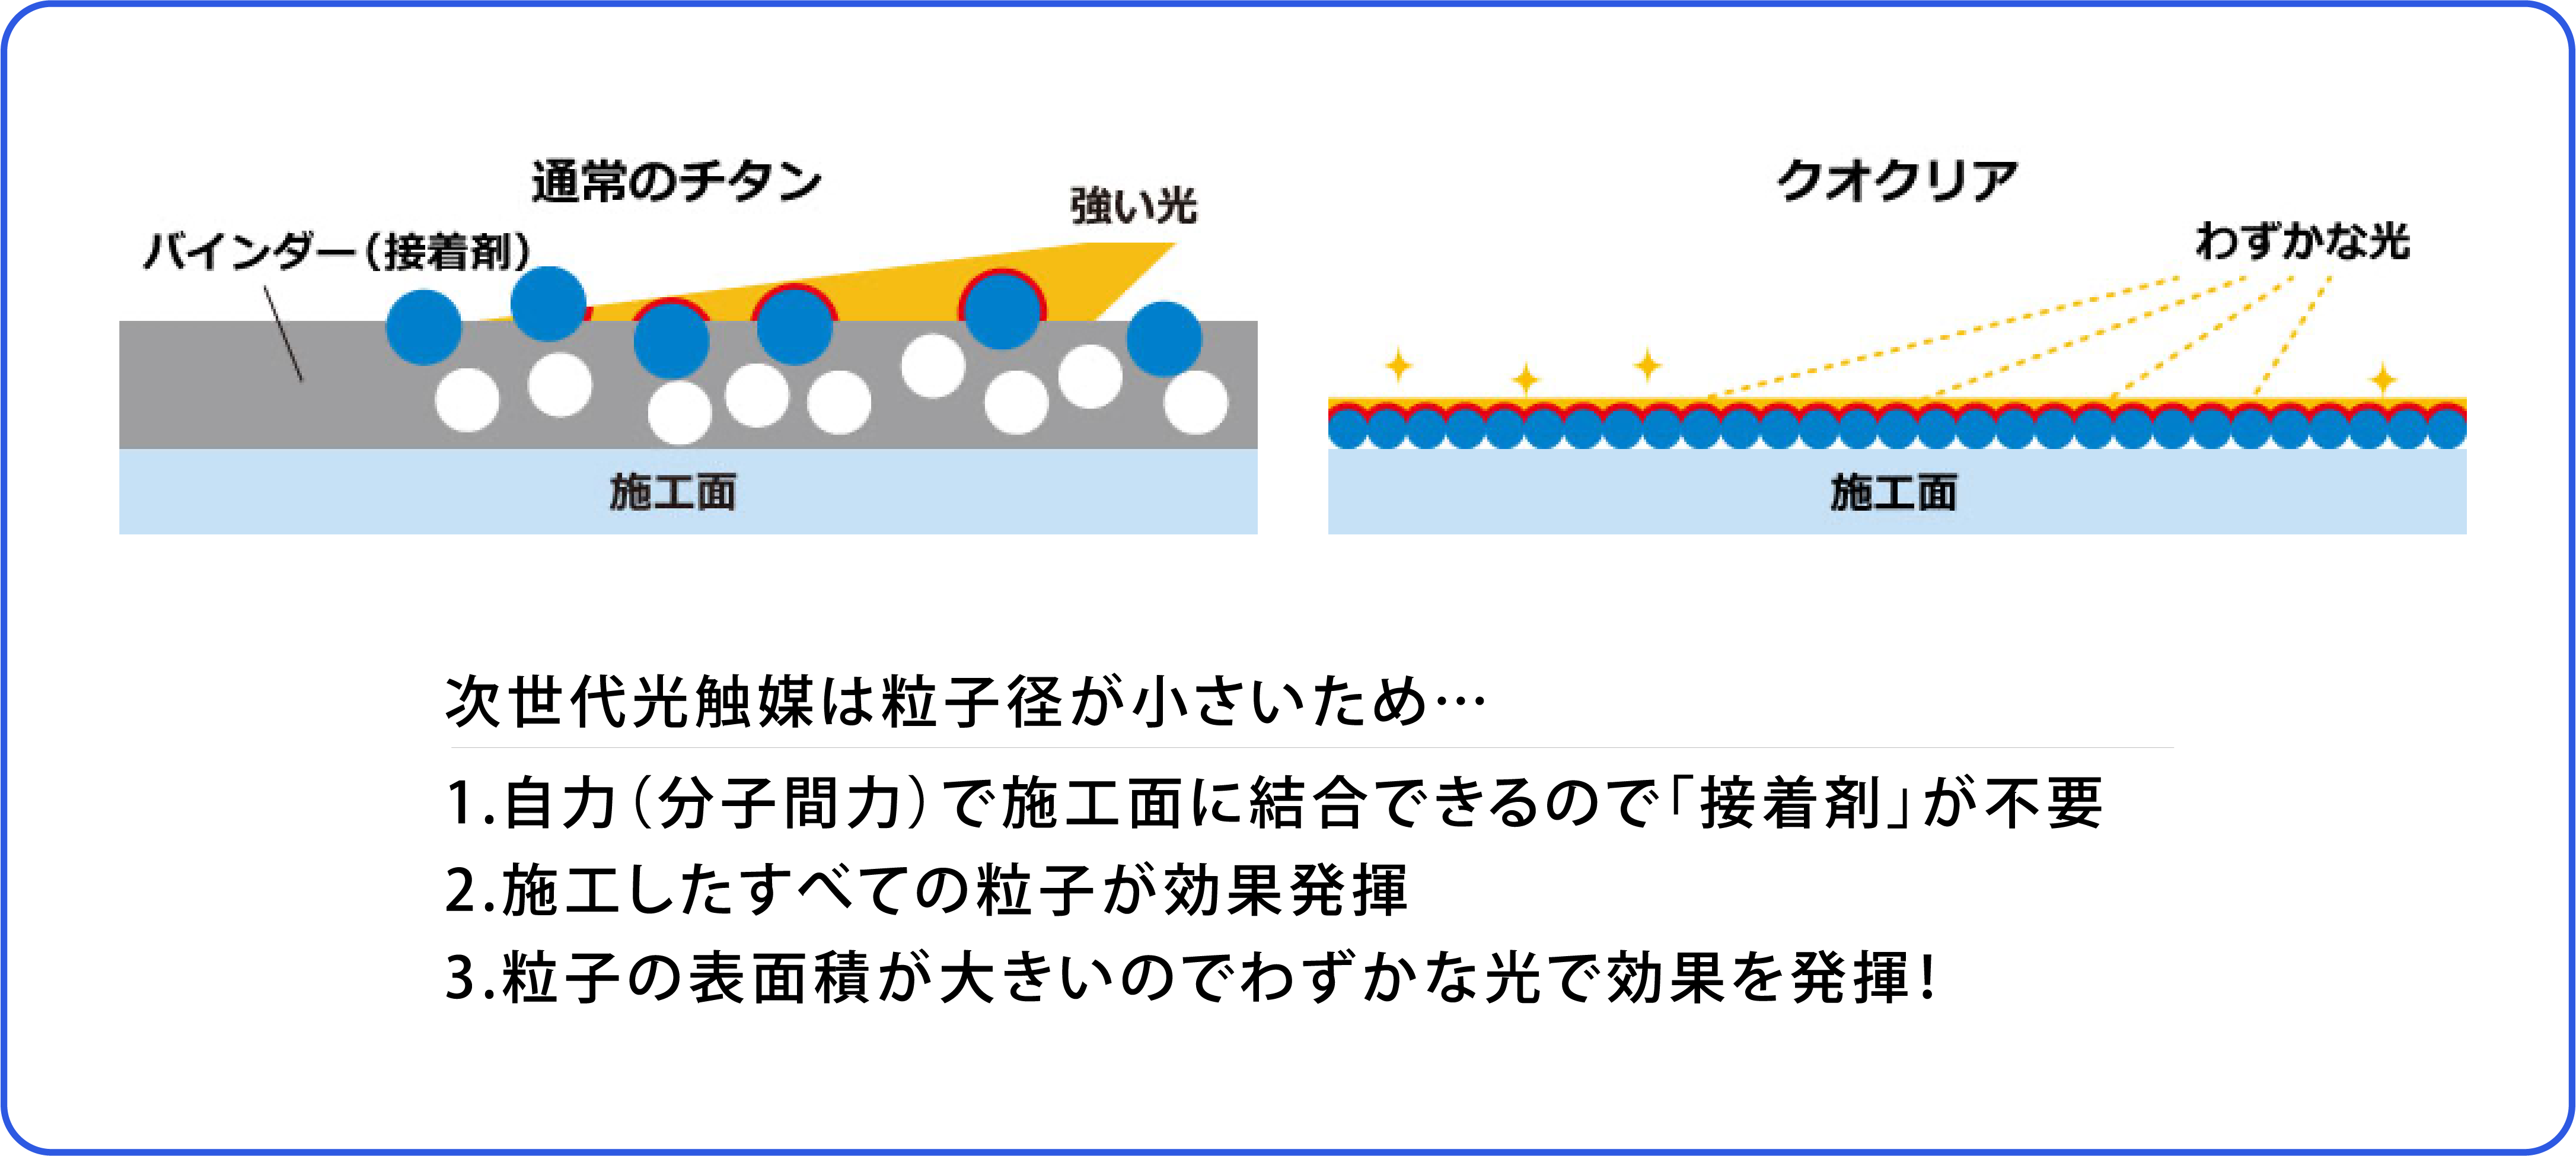 通常のチタン
強い光
バインダー（接着剤）
施工面
クオクリア
わずかな光
施工面
次世代光触媒は粒子径が小さいため…
1.自力（分子間力）で施工面に結合できるので「接着剤」が不要
2.施工したすべての粒子が効果発揮
3.粒子の表面積が大きいのでわずかな光で効果を発揮！